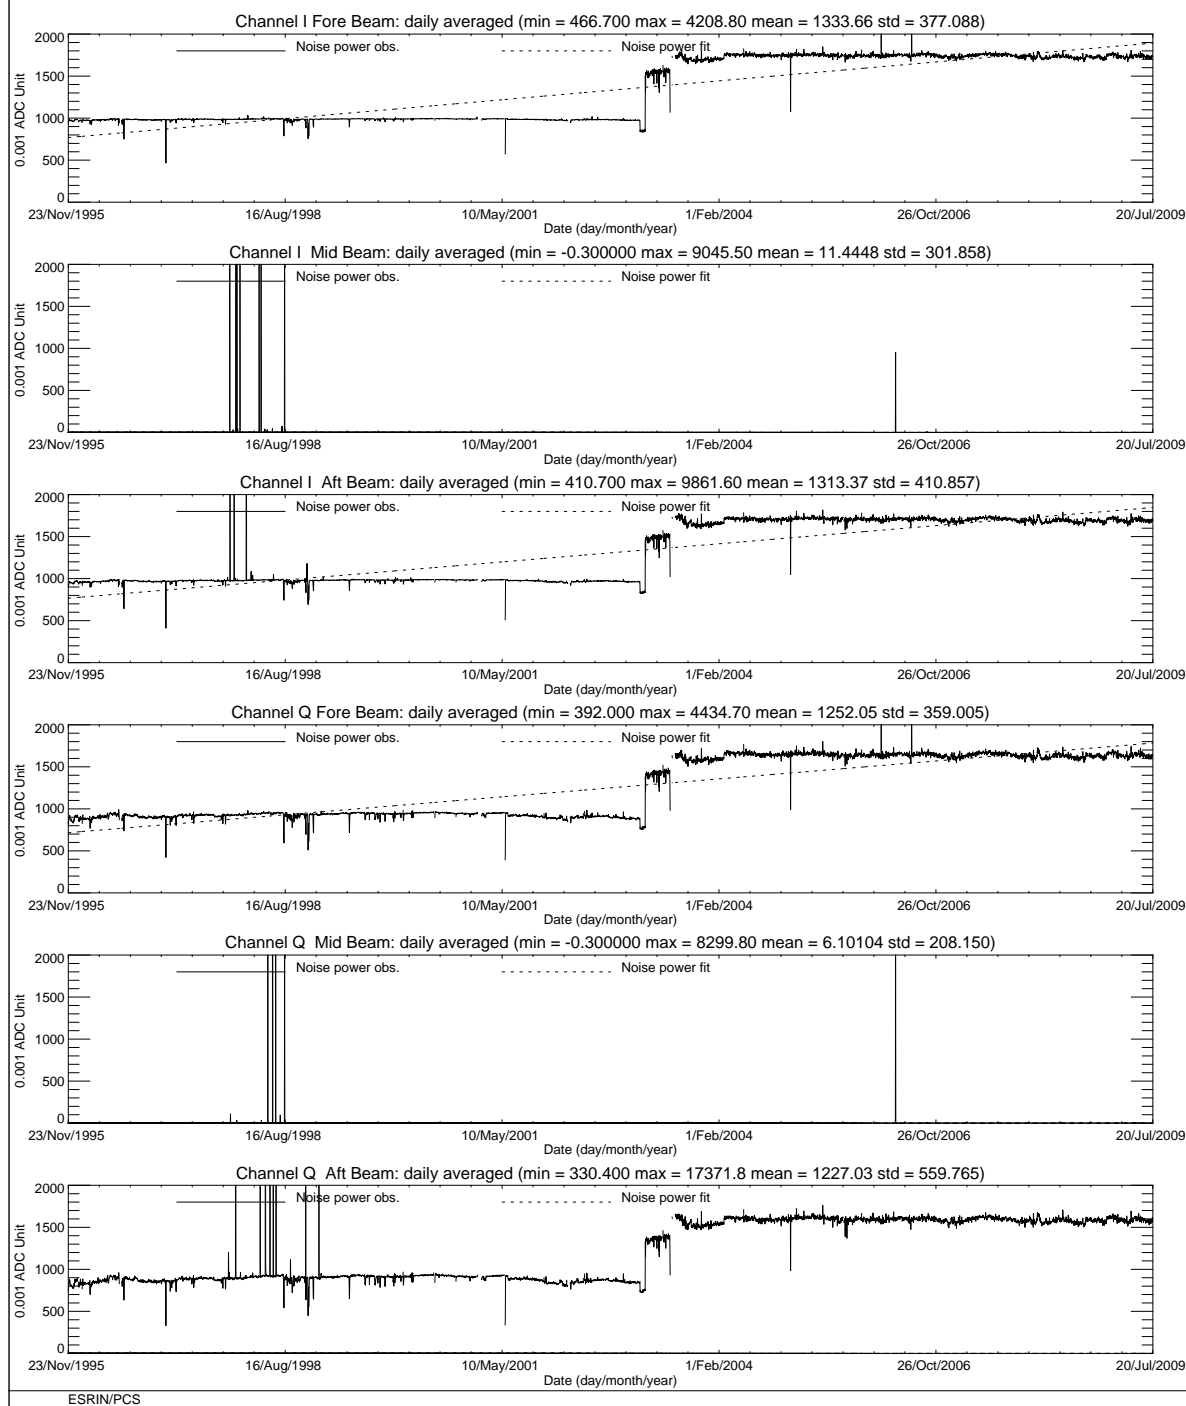 Channel I Fore Beam: daily averaged (min = 466.700 max = 4208.80 mean = 1333.66 std = 377.088)
Noise power obs. Noise power fit
2000
1500
1000
500
0
0.001 ADC Unit
23/Nov/1995 16/Aug/1998 10/May/2001 1/Feb/2004 26/Oct/2006 20/Jul/2009
Date (day/month/year)
Channel I Mid Beam: daily averaged (min = -0.300000 max = 9045.50 mean = 11.4448 std = 301.858)
Noise power obs. Noise power fit
2000
1500
1000
500
0
0.001 ADC Unit
23/Nov/1995 16/Aug/1998 10/May/2001 1/Feb/2004 26/Oct/2006 20/Jul/2009
Date (day/month/year)
Channel I Aft Beam: daily averaged (min = 410.700 max = 9861.60 mean = 1313.37 std = 410.857)
Noise power obs. Noise power fit
2000
1500
1000
500
0
0.001 ADC Unit
23/Nov/1995 16/Aug/1998 10/May/2001 1/Feb/2004 26/Oct/2006 20/Jul/2009
Date (day/month/year)
Channel Q Fore Beam: daily averaged (min = 392.000 max = 4434.70 mean = 1252.05 std = 359.005)
Noise power obs. Noise power fit
2000
1500
1000
500
0
0.001 ADC Unit
23/Nov/1995 16/Aug/1998 10/May/2001 1/Feb/2004 26/Oct/2006 20/Jul/2009
Date (day/month/year)
Channel Q Mid Beam: daily averaged (min = -0.300000 max = 8299.80 mean = 6.10104 std = 208.150)
Noise power obs. Noise power fit
2000
1500
1000
500
0
0.001 ADC Unit
23/Nov/1995 16/Aug/1998 10/May/2001 1/Feb/2004 26/Oct/2006 20/Jul/2009
Date (day/month/year)
Channel Q Aft Beam: daily averaged (min = 330.400 max = 17371.8 mean = 1227.03 std = 559.765)
Noise power obs. Noise power fit
2000
1500
1000
500
0
0.001 ADC Unit
23/Nov/1995 16/Aug/1998 10/May/2001 1/Feb/2004 26/Oct/2006 20/Jul/2009
Date (day/month/year)
ESRIN/PCS